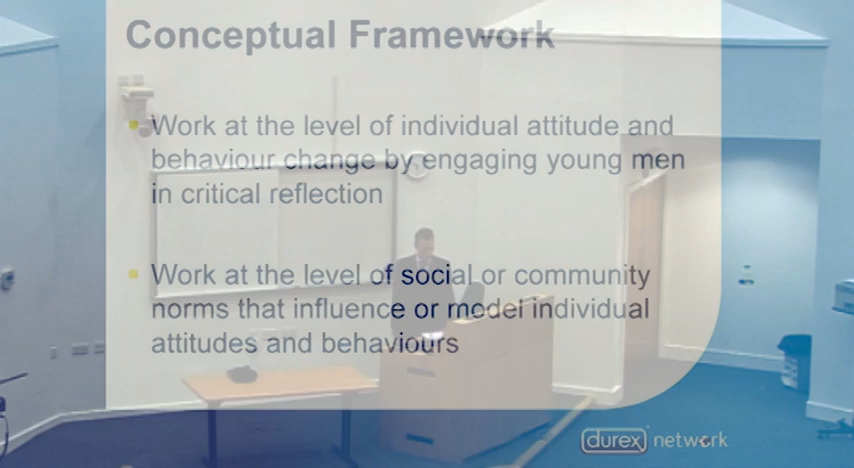 Conceptual Framework
Work at the level of individual attitude and
behaviour change by engaging young men
in critical reflection
Work at the level of social or community
norms that influence or model individual
attitudes and behaviours
durex network